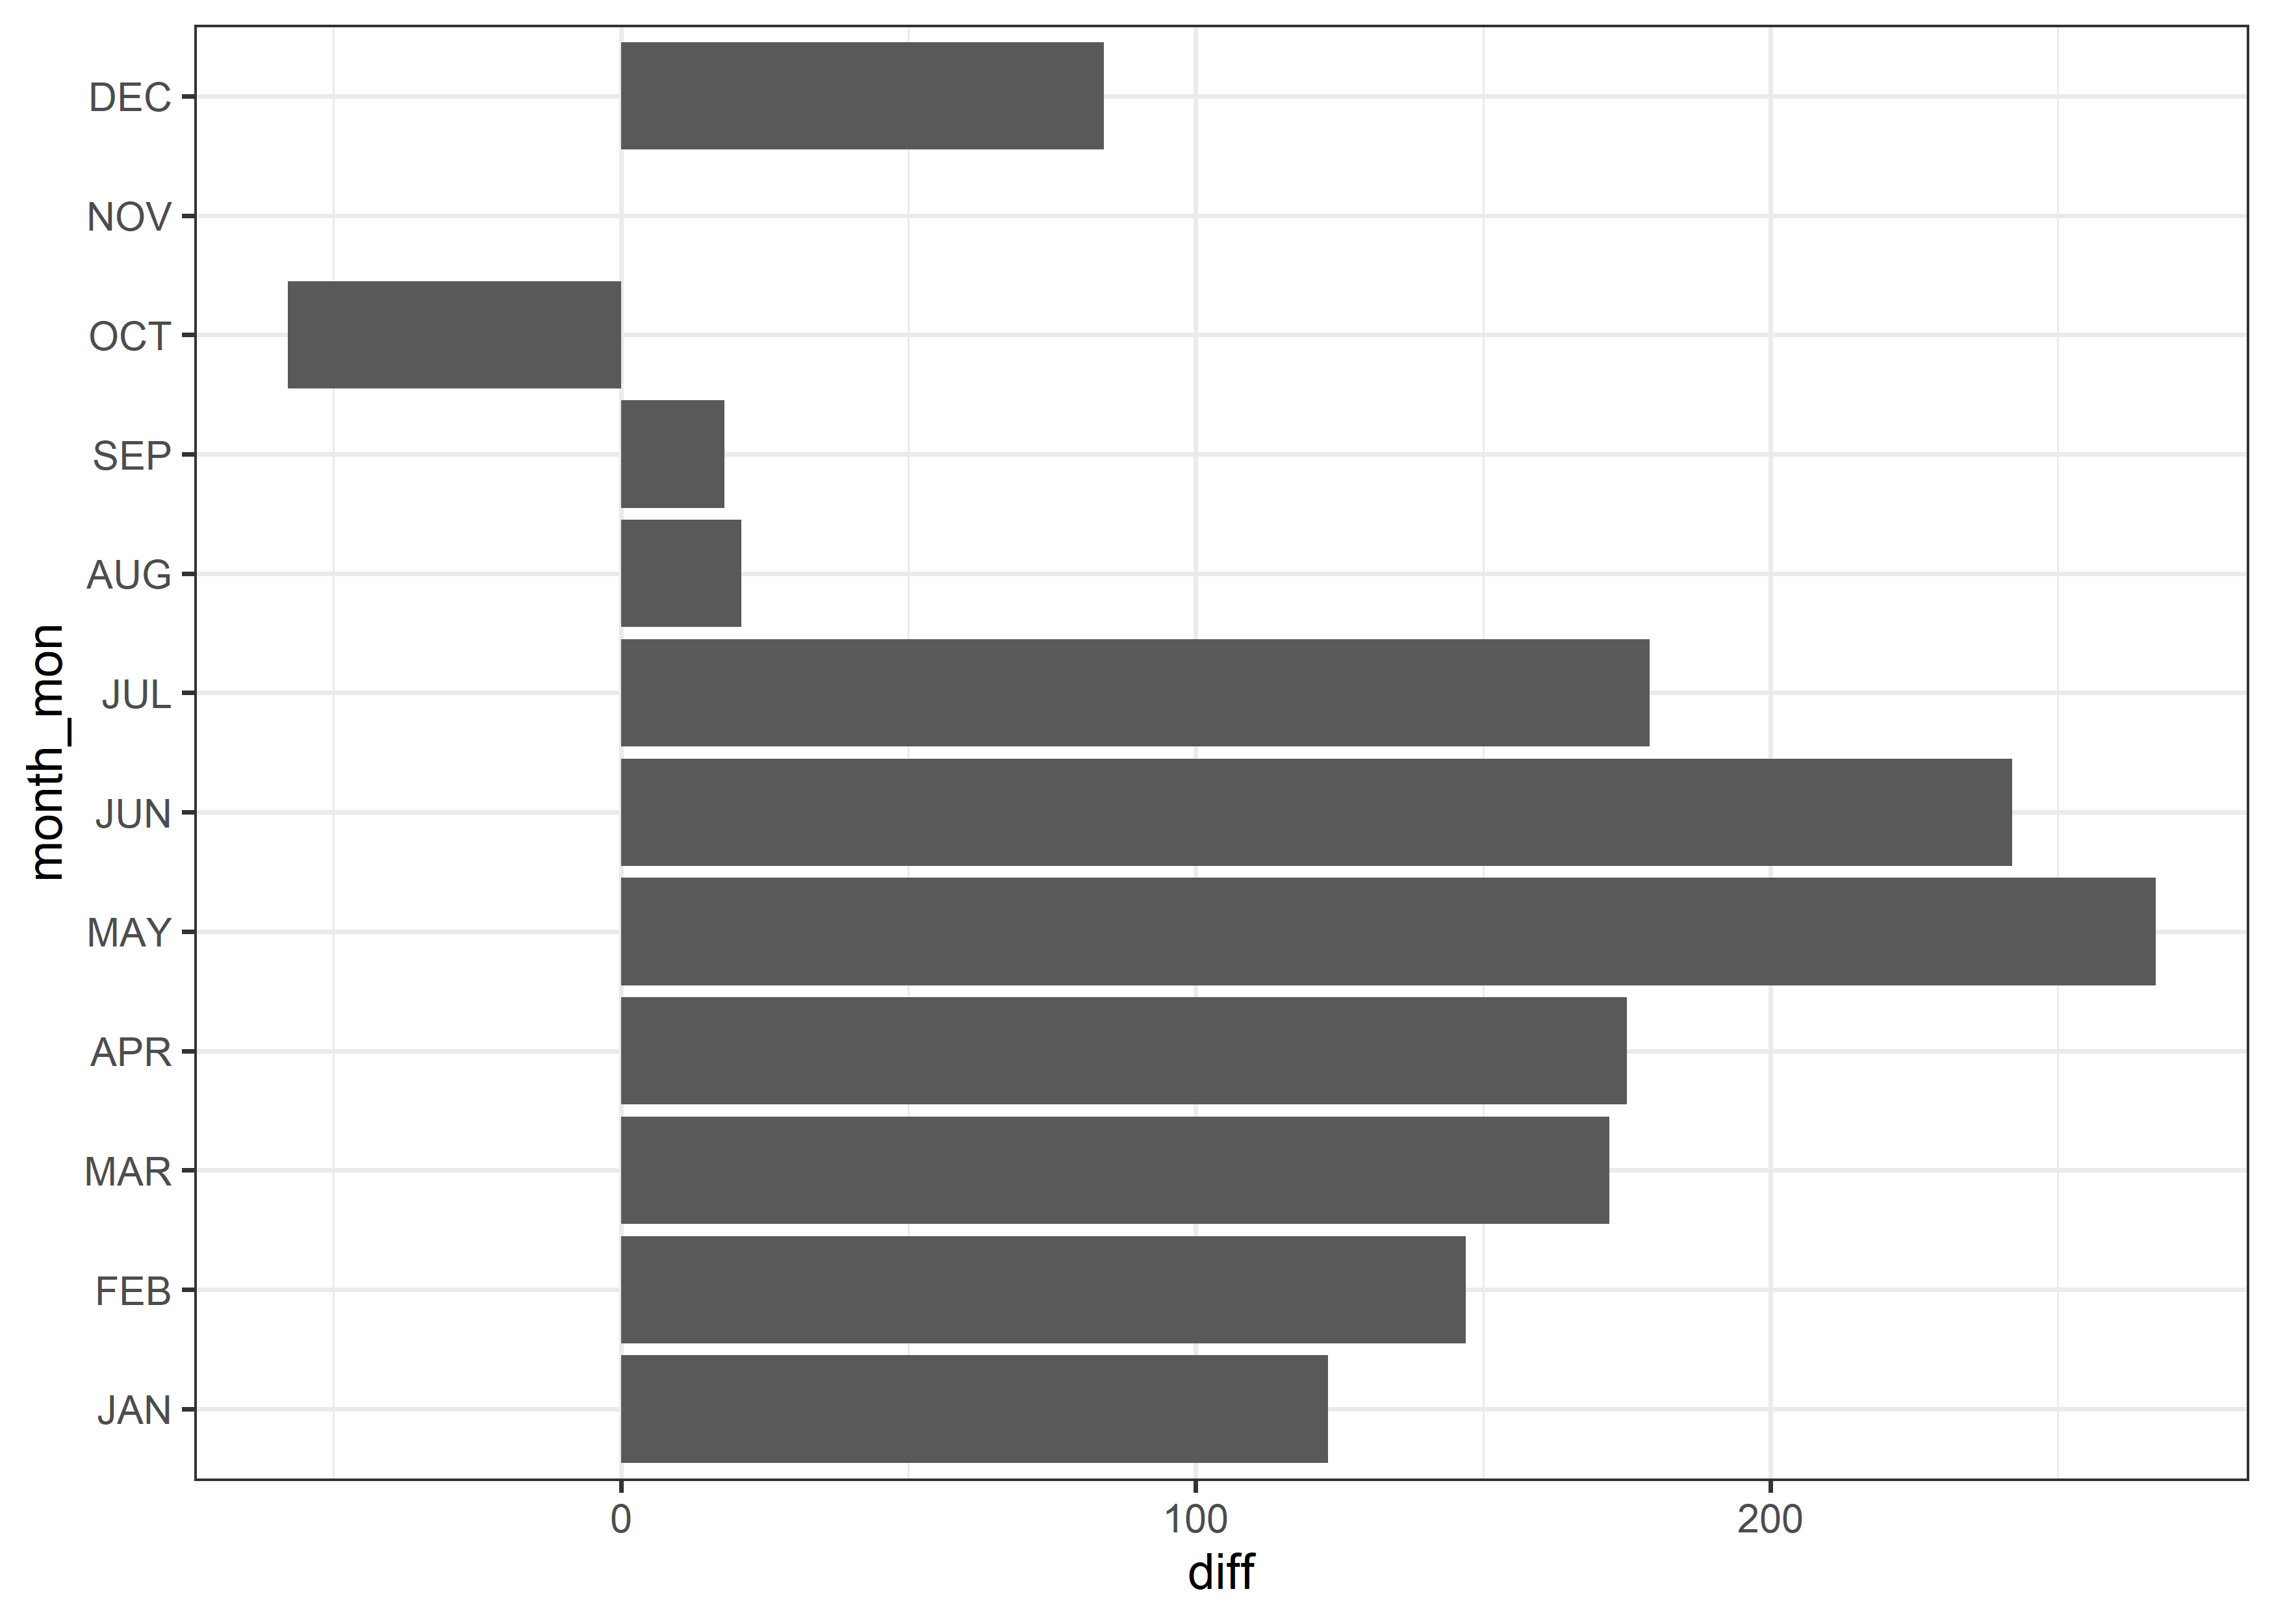 DEC
NOV
OCT
SEP
AUG
JUL
JUN
MAY
APR
MAR
FEB
JAN
month_mon
0 100 200
diff